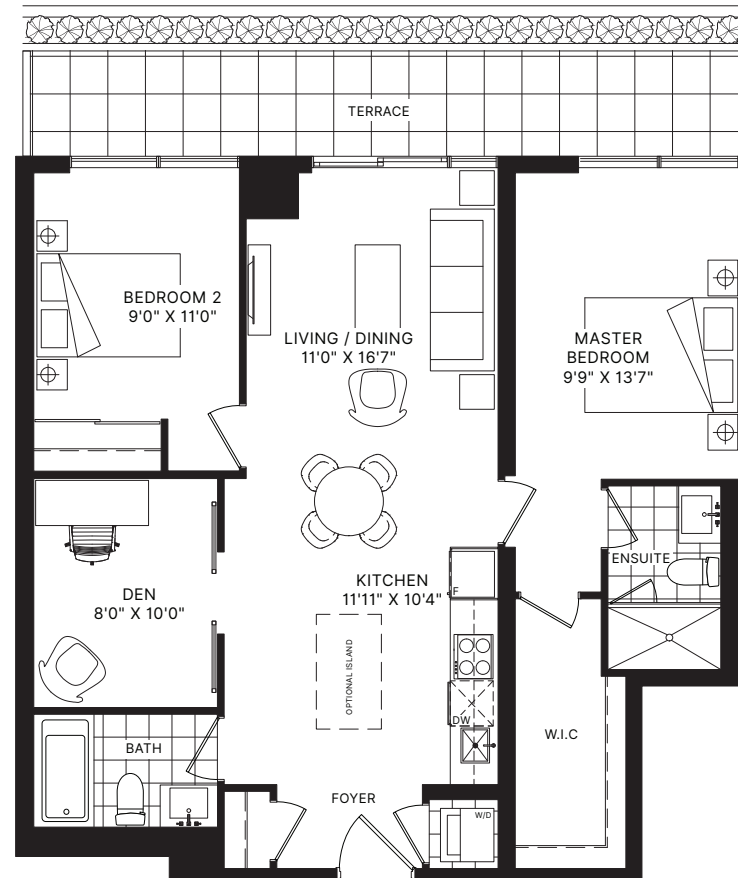 TERRACE
BEDROOM 2
9'0" X 11'0"
LIVING / DINING
11'0" X 16'7"
MASTER
BEDROOM
9'9" X 13'7"
ENSUITE
DEN
8'0" X 10'0"
KITCHEN
11'11" X 10'4"
F
OPTIONAL ISLAND
DW
W.I.C
BATH
FOYER
W/D